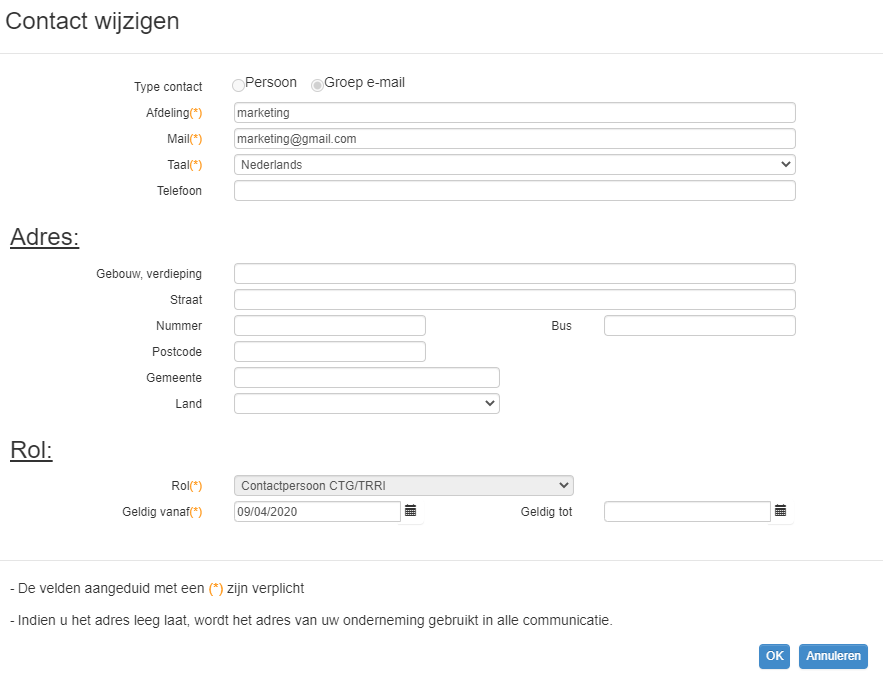 Contact wijzigen
Type contact Persoon Groep e-mail
Afdeling(*) marketing
Mail(*) marketing@gmail.com
Taal(*) Nederlands
Telefoon
Adres:
Gebouw, verdieping
Straat
Nummer Bus
Postcode
Gemeente
Land
Rol:
Rol(*) Contactpersoon CTG/TRRI
Geldig vanaf(*) 09/04/2020 Geldig tot
- De velden aangeduid met een (*) zijn verplicht
- Indien u het adres leeg laat, wordt het adres van uw onderneming gebruikt in alle communicatie.
OK Annuleren